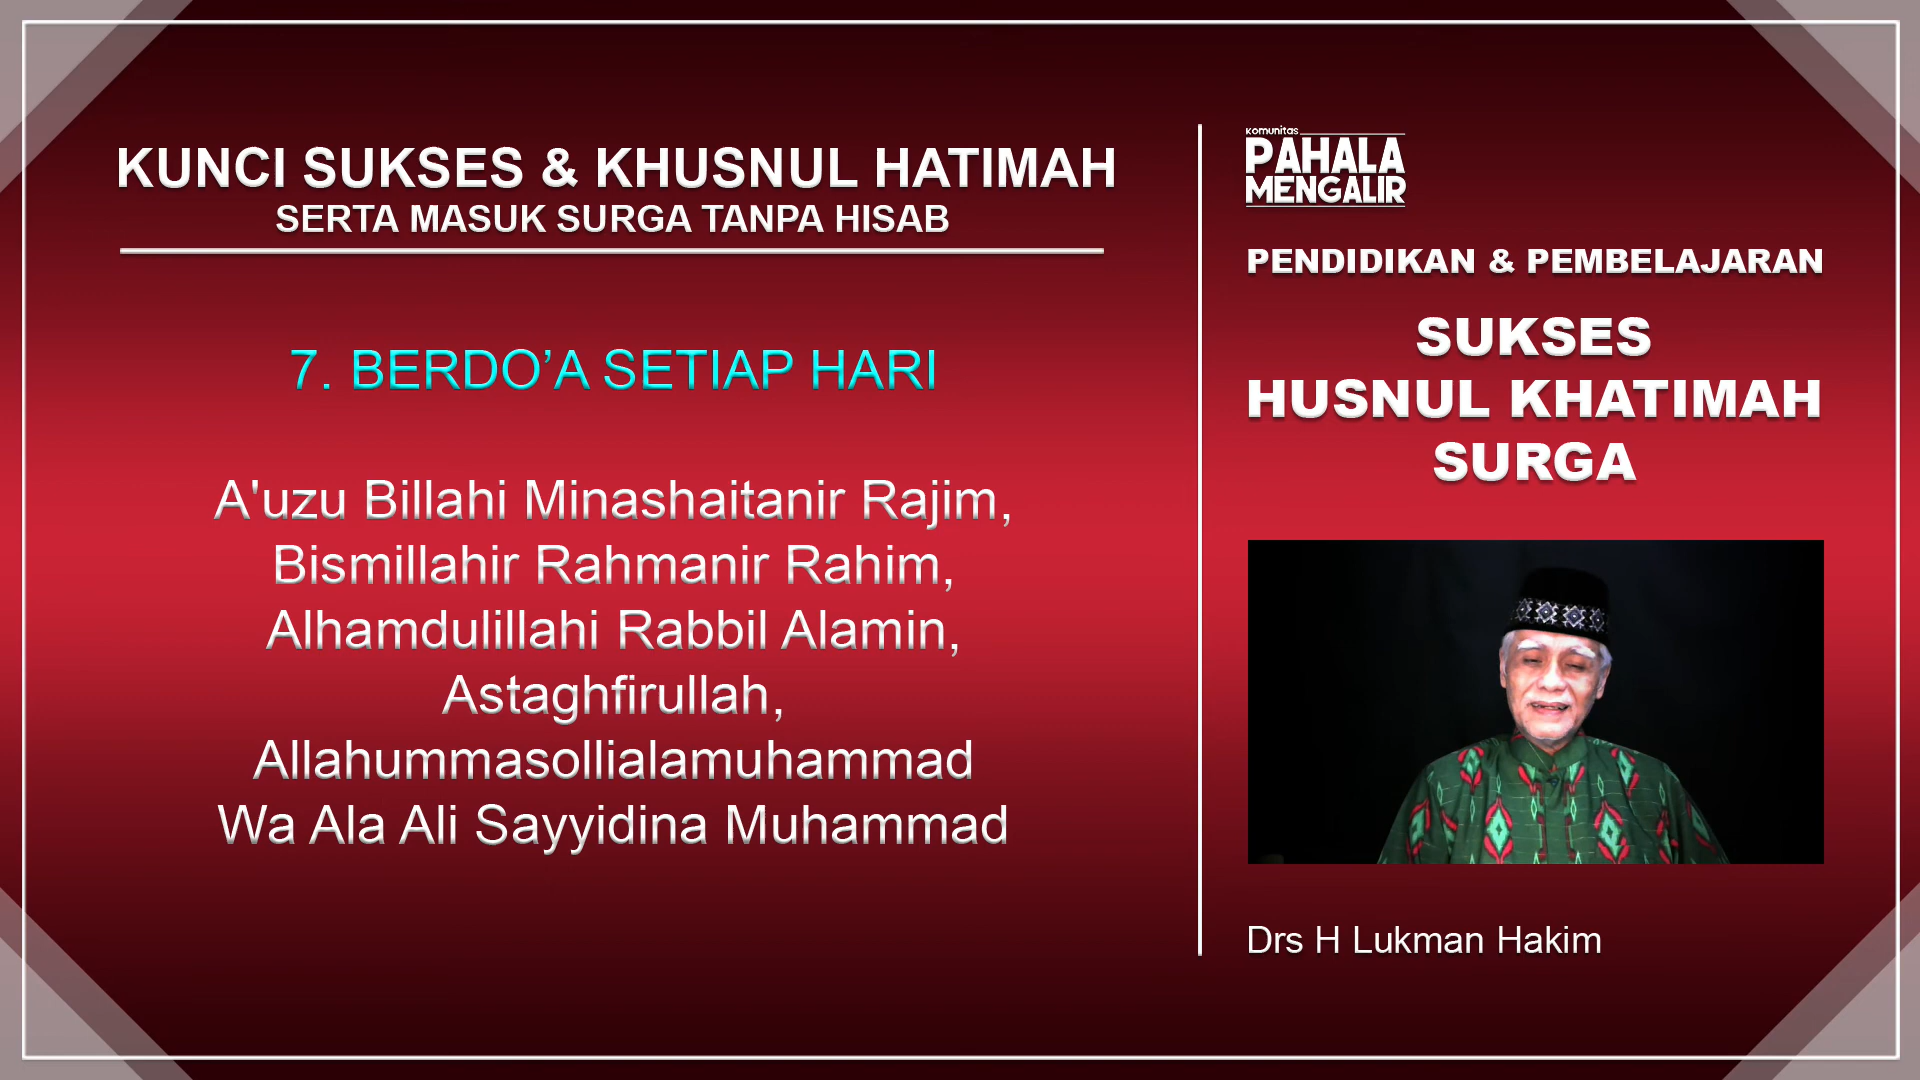 KUNCI SUKSES & KHUSNUL HATIMAH
SERTA MASUK SURGA TANPA HISAB
7. BERDO’A SETIAP HARI
A'uzu Billahi Minashaitanir Rajim,
Bismillahir Rahmanir Rahim,
Alhamdulillahi Rabbil Alamin,
Astaghfirullah,
Allahummasollialamuhammad
Wa Ala Ali Sayyidina Muhammad
Komunitas
PAHALA
MENGALIR
PENDIDIKAN & PEMBELAJARAN
SUKSES
HUSNUL KHATIMAH
SURGA
Drs H Lukman Hakim